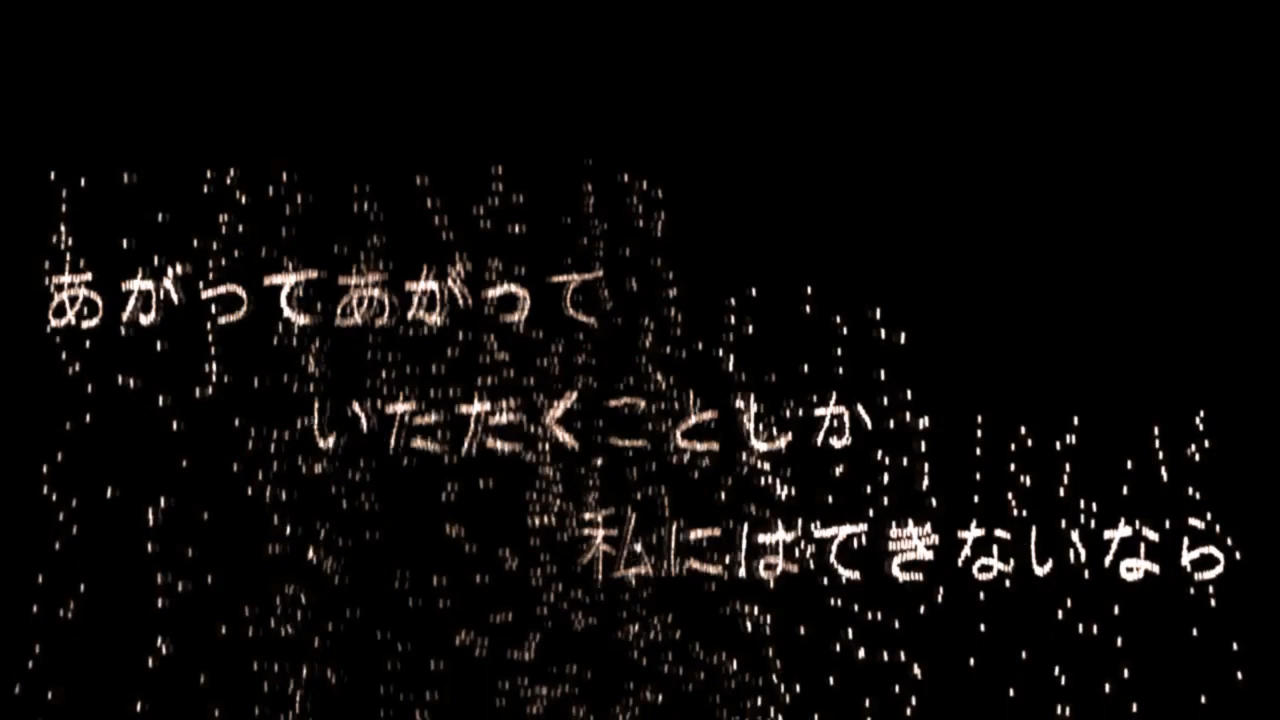 あがってあがって
いただくことしか
私にはできないなら